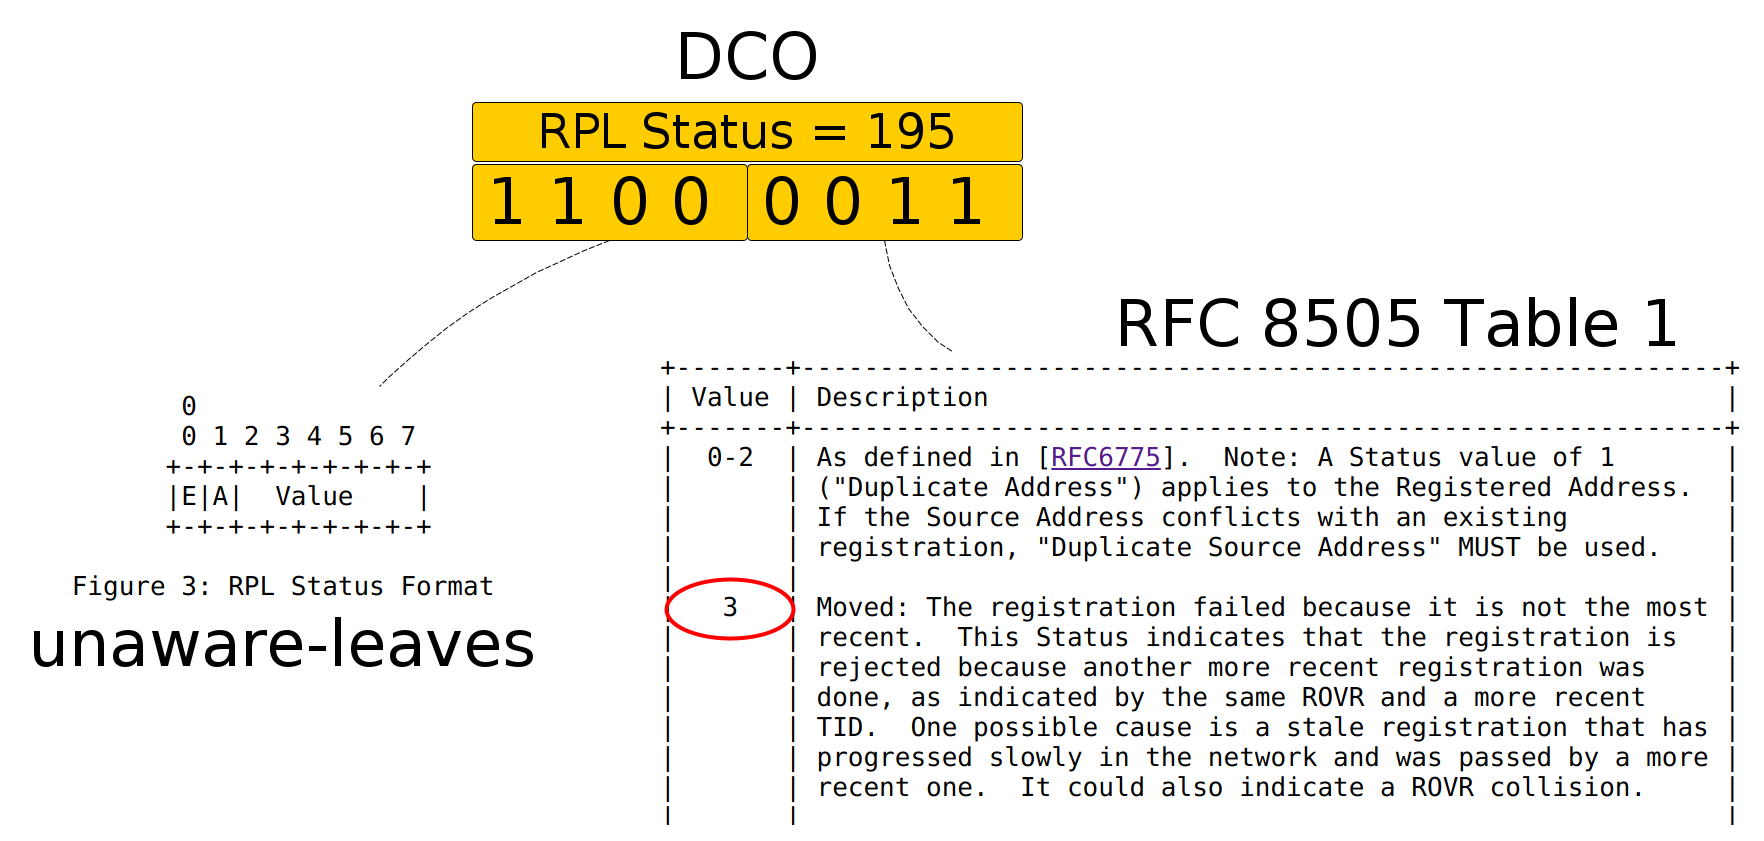 DCO
RPL Status = 195
1 1 0 0 0 0 1 1
RFC 8505 Table 1
 0
 0 1 2 3 4 5 6 7
+-+-+-+-+-+-+-+-+
|E|A|  Value    |
+-+-+-+-+-+-+-+-+
Figure 3: RPL Status Format
unaware-leaves
+-------+-----------------------------------------------------------+
| Value | Description                                               |
+-------+-----------------------------------------------------------+
|  0-2  | As defined in [RFC6775].  Note: A Status value of 1       |
|       | ("Duplicate Address") applies to the Registered Address.  |
|       | If the Source Address conflicts with an existing          |
|       | registration, "Duplicate Source Address" MUST be used.    |
|       |                                                           |
|   3   | Moved: The registration failed because it is not the most |
|       | recent.  This Status indicates that the registration is   |
|       | rejected because another more recent registration was     |
|       | done, as indicated by the same ROVR and a more recent     |
|       | TID.  One possible cause is a stale registration that has |
|       | progressed slowly in the network and was passed by a more |
|       | recent one.  It could also indicate a ROVR collision.     |
|       |                                                           |